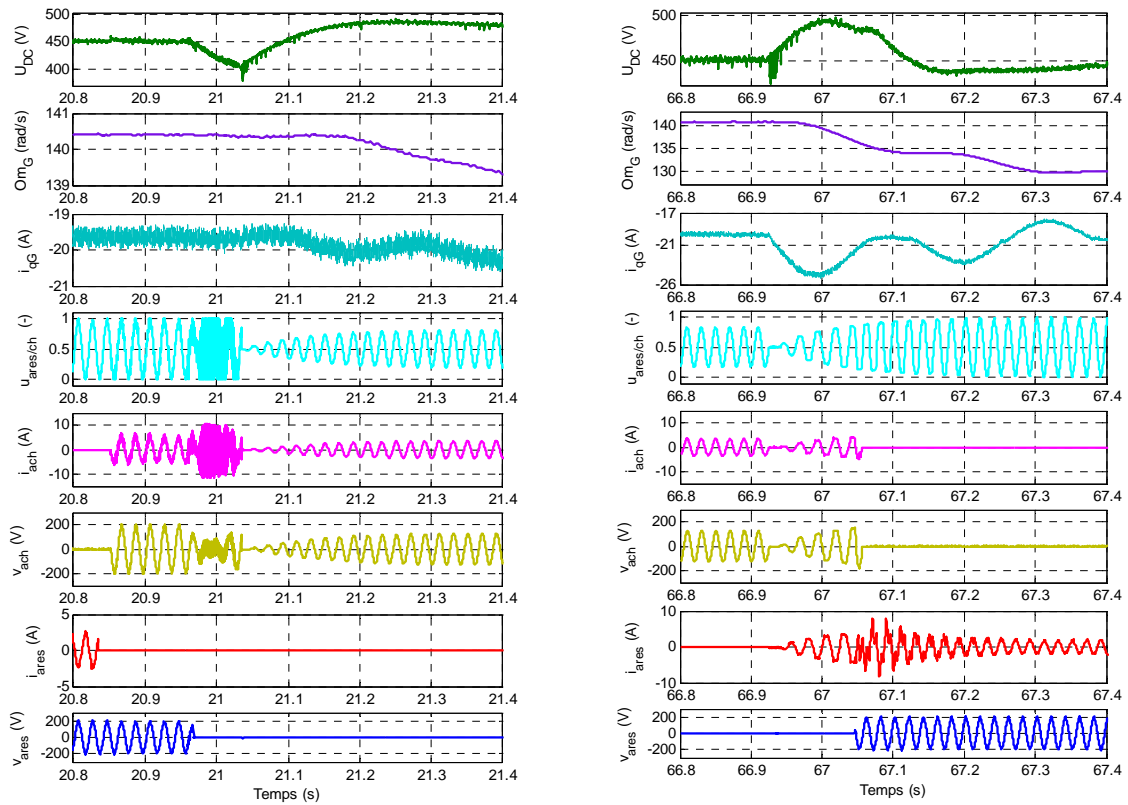 500
450
400
U_DC (V)
20.8 20.9 21 21.1 21.2 21.3 21.4
141
140
139
Om_G (rad/s)
20.8 20.9 21 21.1 21.2 21.3 21.4
-19
-20
-21
i_qG (A)
20.8 20.9 21 21.1 21.2 21.3 21.4
1
0.5
0
u_ares/ch (-)
20.8 20.9 21 21.1 21.2 21.3 21.4
10
0
-10
i_ach (A)
20.8 20.9 21 21.1 21.2 21.3 21.4
200
0
-200
v_ach (V)
20.8 20.9 21 21.1 21.2 21.3 21.4
5
0
5
i_ares (A)
20.8 20.9 21 21.1 21.2 21.3 21.4
200
0
-200
v_ares (V)
20.8 20.9 21 21.1 21.2 21.3 21.4
Temps (s)
500
450
U_DC (V)
66.8 66.9 67 67.1 67.2 67.3 67.4
140
130
Om_G (rad/s)
66.8 66.9 67 67.1 67.2 67.3 67.4
-17
-21
-26
i_qG (A)
66.8 66.9 67 67.1 67.2 67.3 67.4
1
0.5
0
u_ares/ch (-)
66.8 66.9 67 67.1 67.2 67.3 67.4
10
0
-10
i_ach (A)
66.8 66.9 67 67.1 67.2 67.3 67.4
200
0
-200
v_ach (V)
66.8 66.9 67 67.1 67.2 67.3 67.4
10
0
-10
i_ares (A)
66.8 66.9 67 67.1 67.2 67.3 67.4
200
0
-200
v_ares (V)
66.8 66.9 67 67.1 67.2 67.3 67.4
Temps (s)